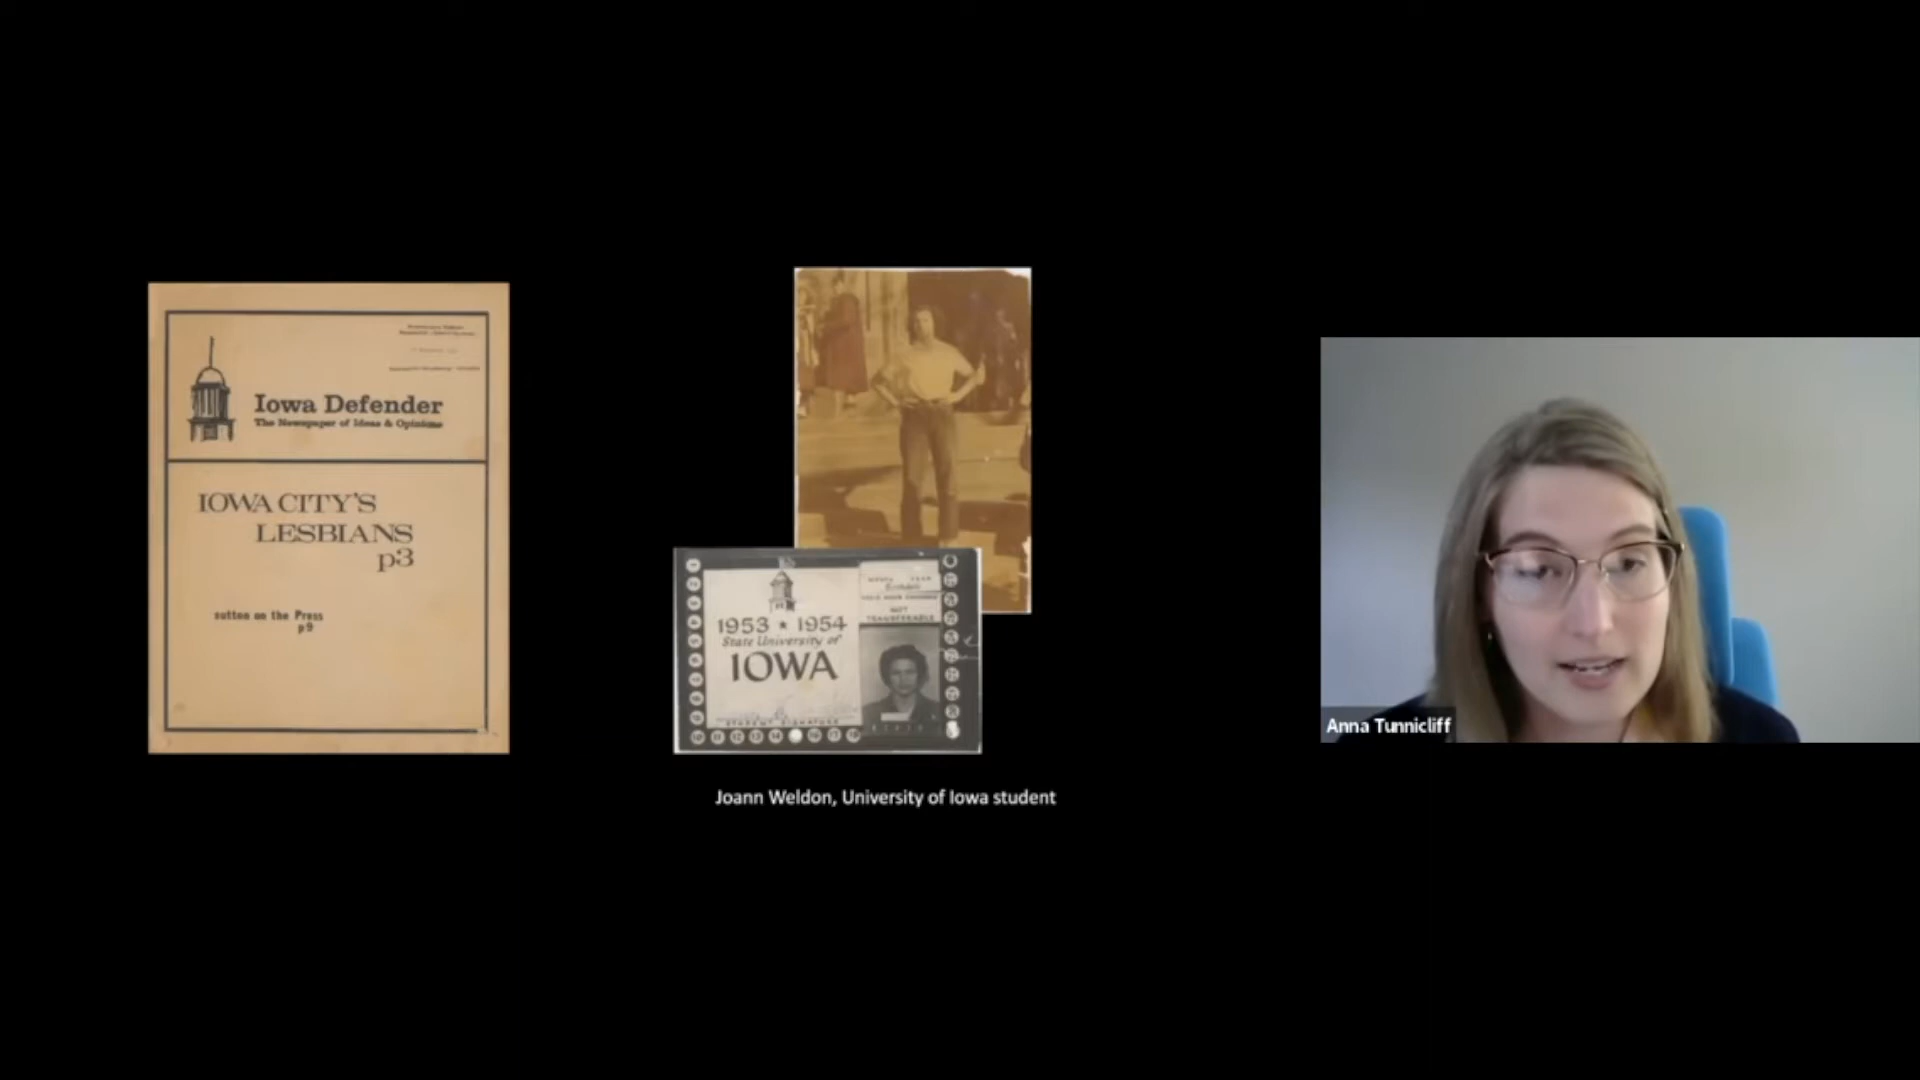 Iowa Defender
The Newspaper of Ideas & Opinions
IOWA CITY'S
LESBIANS
p3
sutton on the Press
p9
1953 ★ 1954
State University of
IOWA
STUDENT SIGNATURE
NOT
TRANSFERABLE
Joann Weldon, University of Iowa student
Anna Tunnicliff